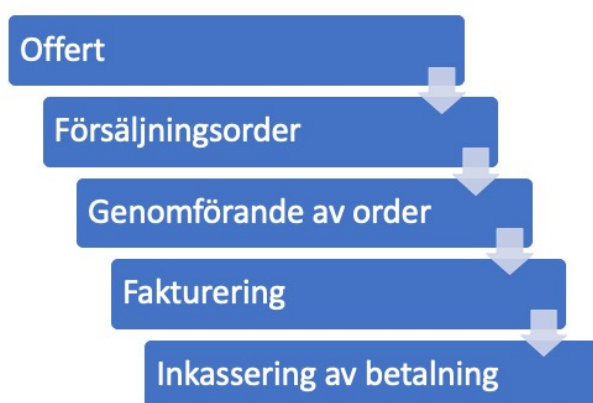 Offert
Försäljningsorder
Genomförande av order
Fakturering
Inkassering av betalning